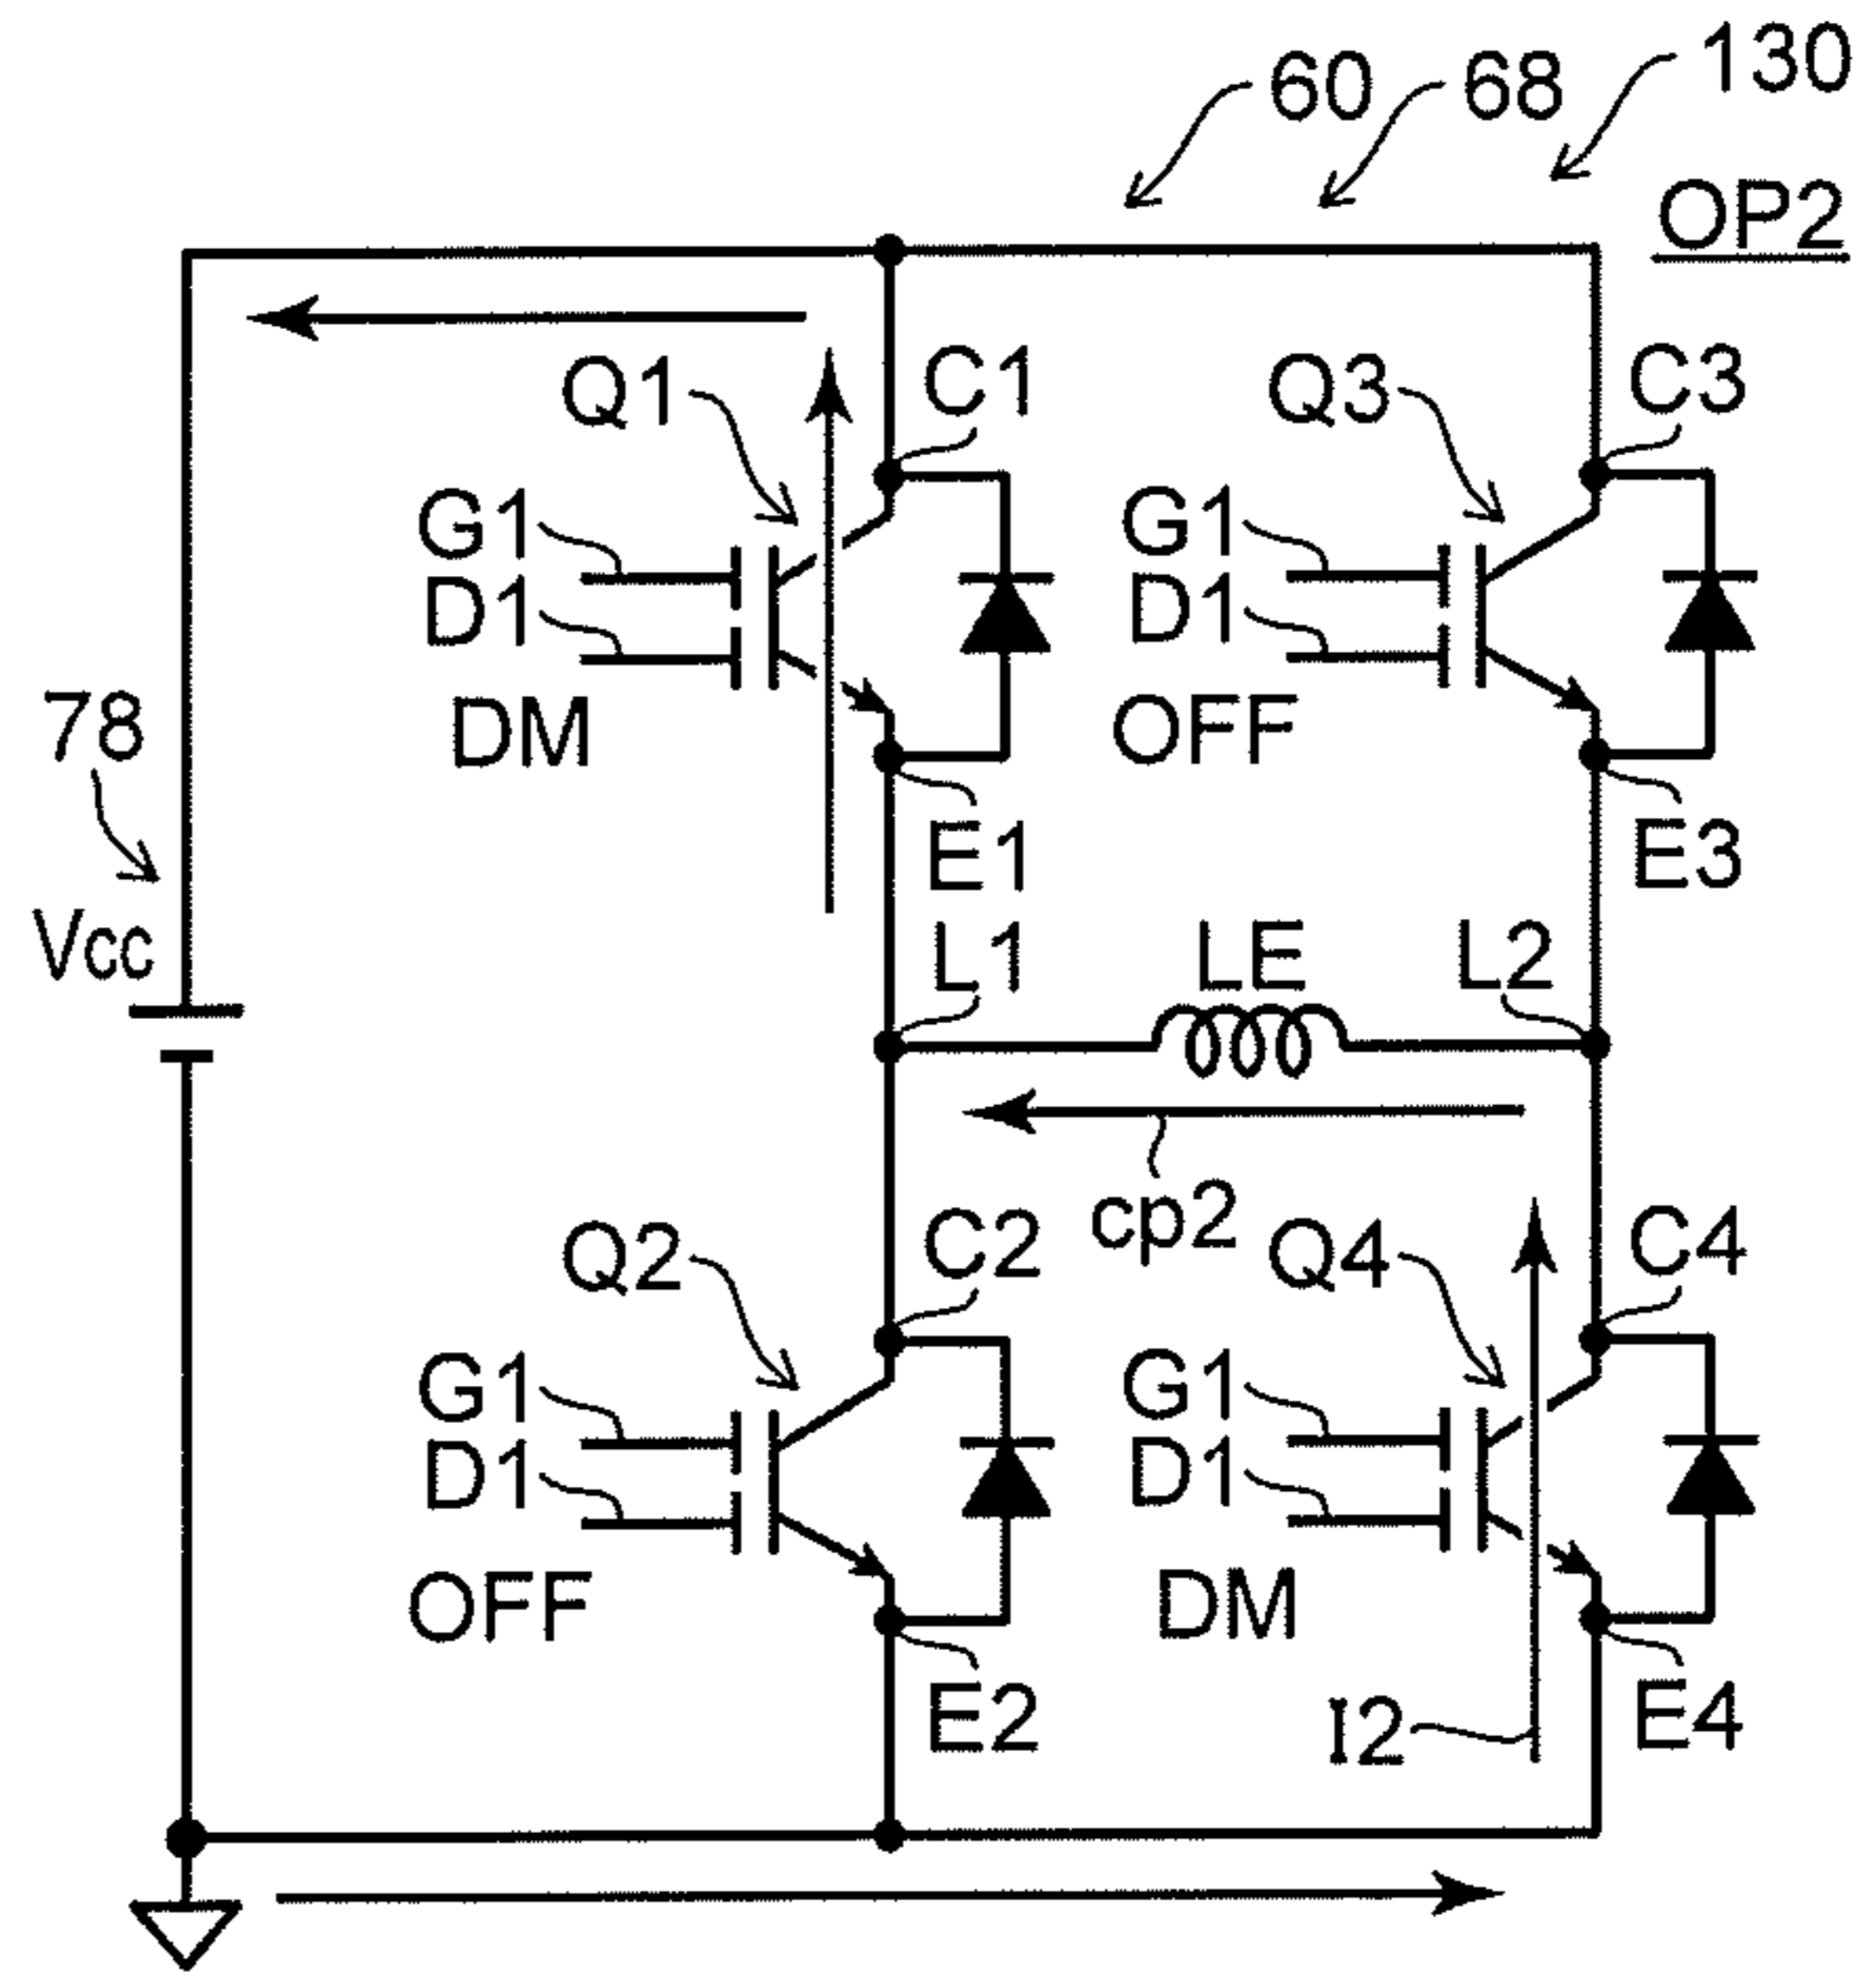 60 68 130
OP2
Q1 C1 Q3 C3
G1 G1
D1 D1
78 DM OFF
E1 E3
Vcc L1 LE L2
cp2
Q2 C2 Q4 C4
G1 G1
D1 D1
OFF DM
E2 I2 E4